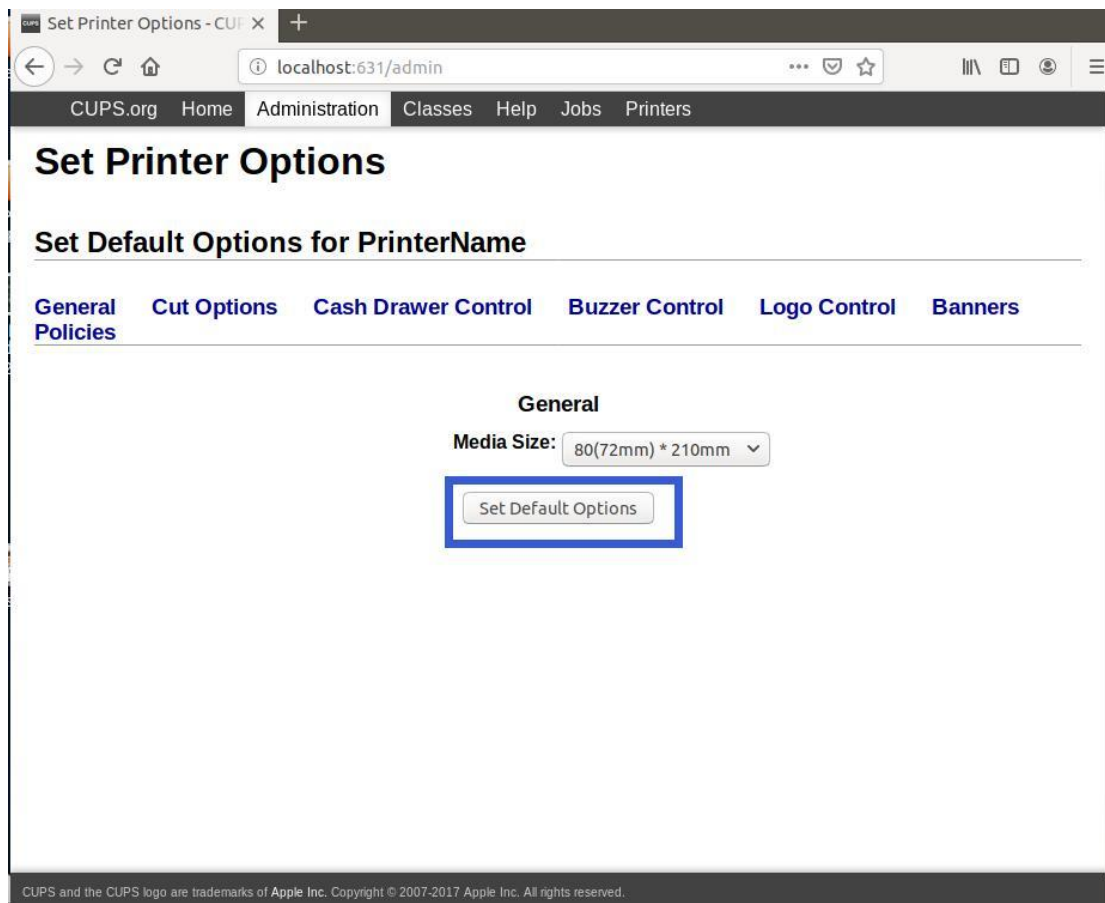 CUPS Set Printer Options - CUP
localhost:631/admin
CUPS.org Home Administration Classes Help Jobs Printers
Set Printer Options
Set Default Options for PrinterName
General Cut Options Cash Drawer Control Buzzer Control Logo Control Banners
Policies
General
Media Size: 80(72mm) * 210mm
Set Default Options
CUPS and the CUPS logo are trademarks of Apple Inc. Copyright © 2007-2017 Apple Inc. All rights reserved.